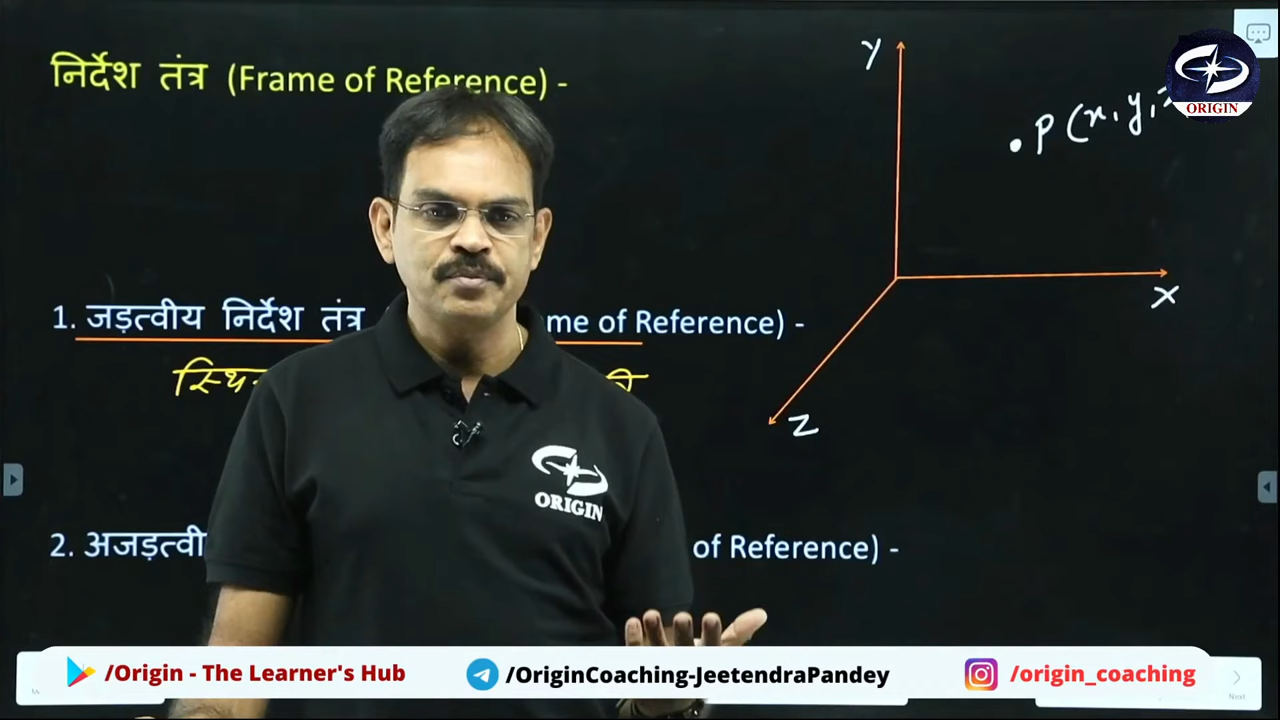 निर्देश तंत्र (Frame of Reference) -
Y
ORIGIN
P (x, y,
1. जड़त्वीय निर्देश तंत्र me of Reference) -
X
Z
ORIGIN
2. अजड़त्वी of Reference) -
/Origin - The Learner's Hub /OriginCoaching-JeetendraPandey /origin_coaching
Next